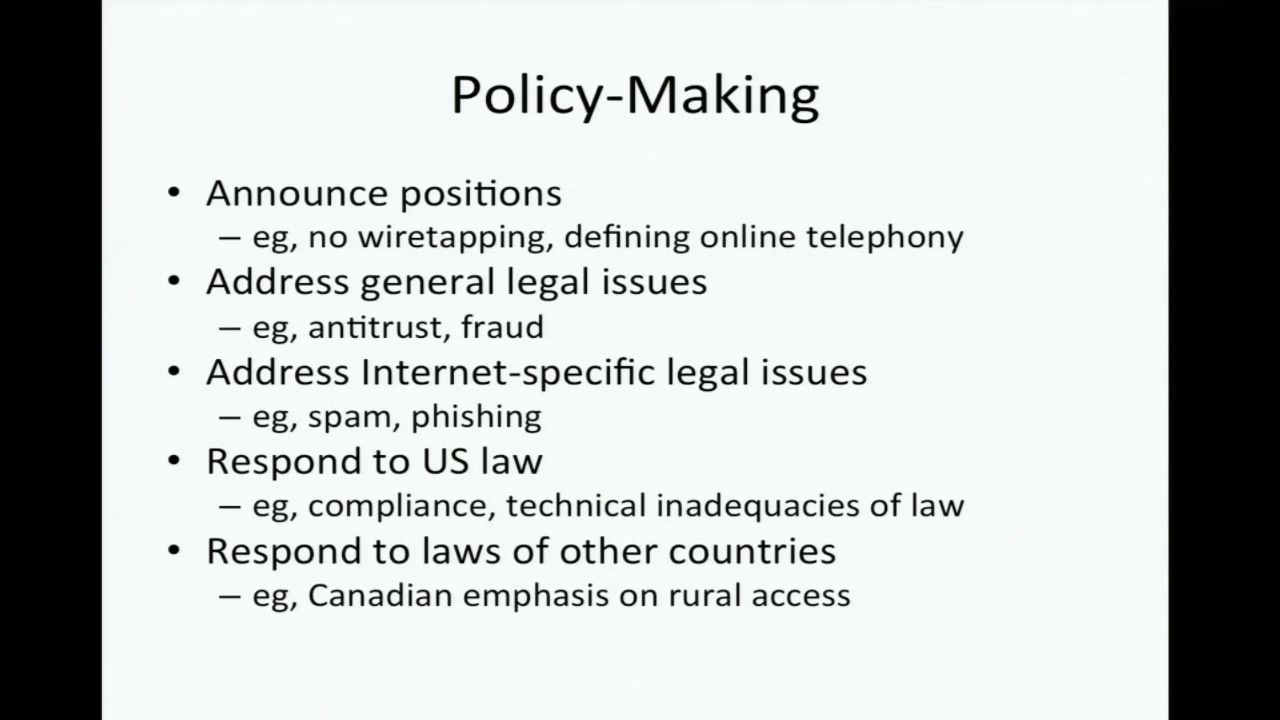 Policy-Making
• Announce positions
– eg, no wiretapping, defining online telephony
• Address general legal issues
– eg, antitrust, fraud
• Address Internet-specific legal issues
– eg, spam, phishing
• Respond to US law
– eg, compliance, technical inadequacies of law
• Respond to laws of other countries
– eg, Canadian emphasis on rural access